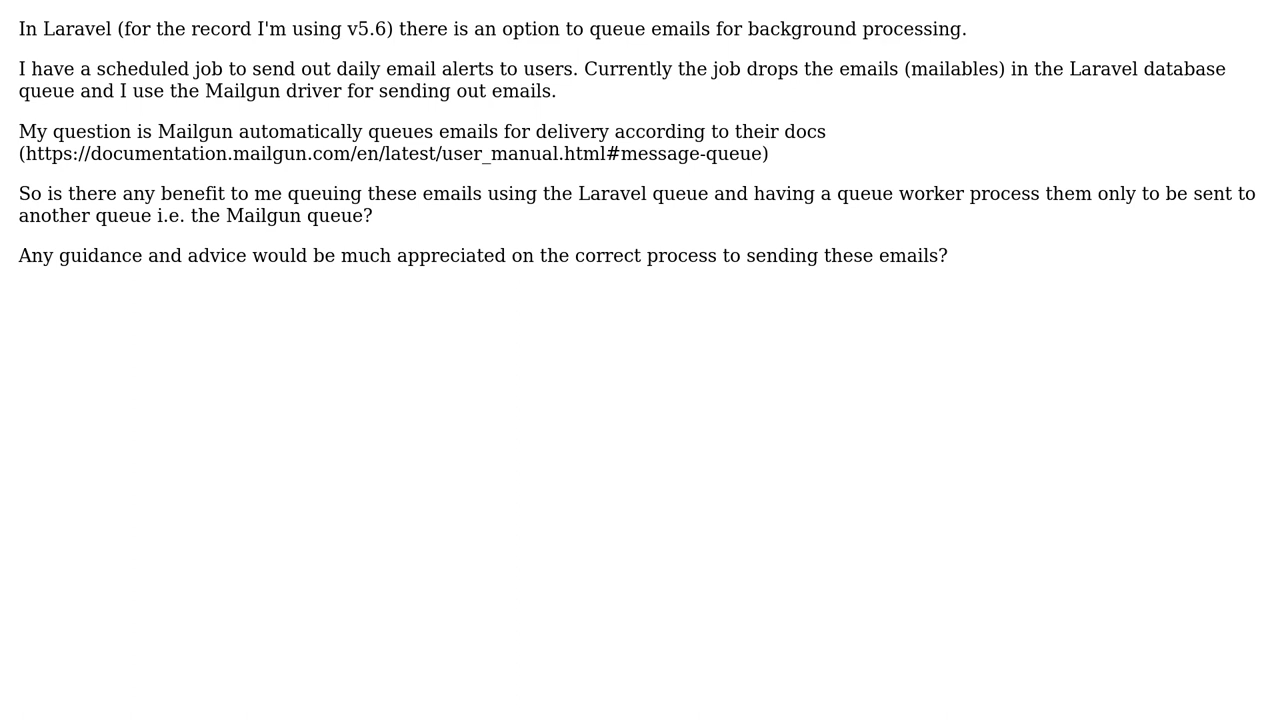 In Laravel (for the record I'm using v5.6) there is an option to queue emails for background processing.
I have a scheduled job to send out daily email alerts to users. Currently the job drops the emails (mailables) in the Laravel database
queue and I use the Mailgun driver for sending out emails.
My question is Mailgun automatically queues emails for delivery according to their docs
(https://documentation.mailgun.com/en/latest/user_manual.html#message-queue)
So is there any benefit to me queuing these emails using the Laravel queue and having a queue worker process them only to be sent to
another queue i.e. the Mailgun queue?
Any guidance and advice would be much appreciated on the correct process to sending these emails?